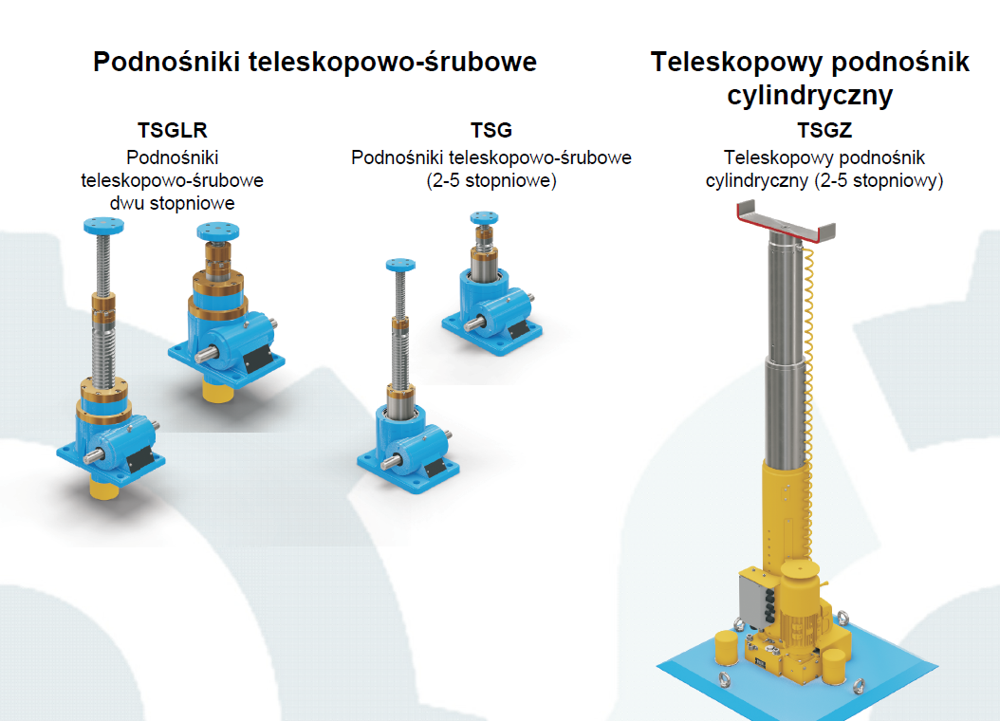 Podnośniki teleskopowo-śrubowe
TSGLR
Podnośniki
teleskopowo-śrubowe
dwu stopniowe
TSG
Podnośniki teleskopowo-śrubowe
(2-5 stopniowe)
Teleskopowy podnośnik
cylindryczny
TSGZ
Teleskopowy podnośnik
cylindryczny (2-5 stopniowy)